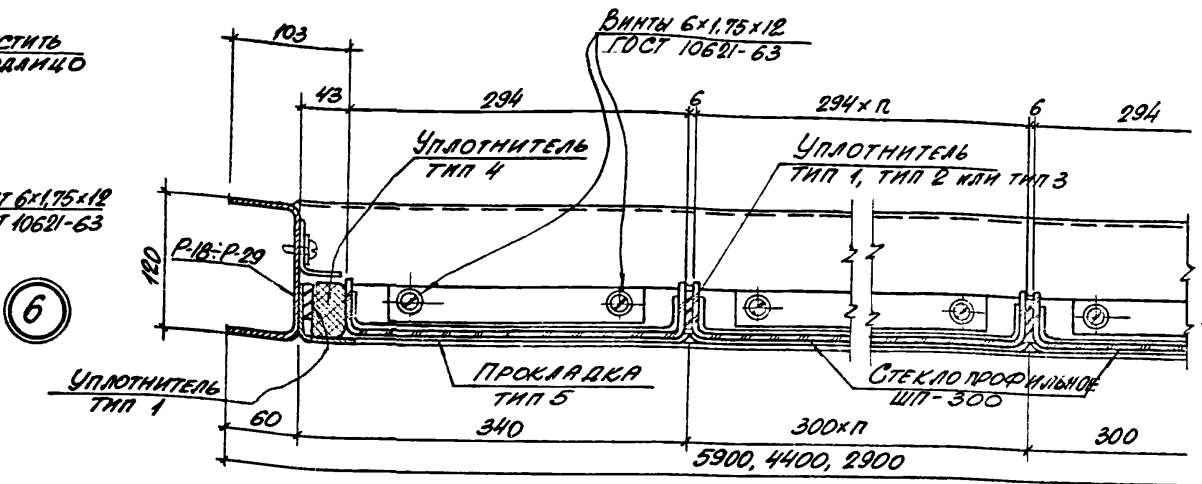 СТИТЬ
ОДЛИЦО
103
Винты 6×1,75×12
ГОСТ 10621-63
43
294
6
294×п
6
294
Уплотнитель
тип 4
Уплотнитель
тип 1, тип 2 или тип 3
Т 6×1,75×12
Т 10621-63
120
Р-18÷Р-29
6
Уплотнитель
тип 1
Прокладка
тип 5
Стекло профильное
ШП-300
60
340
300×п
300
5900, 4400, 2900